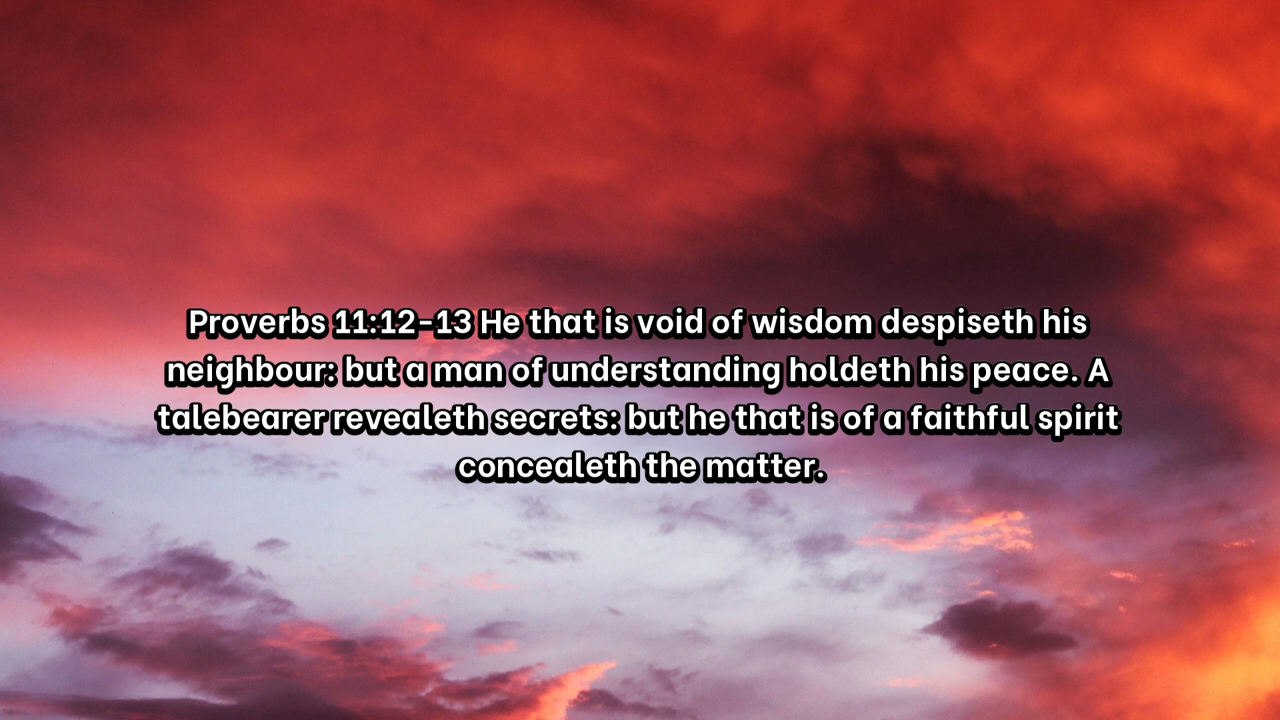 Proverbs 11:12-13 He that is void of wisdom despiseth his
neighbour: but a man of understanding holdeth his peace. A
talebearer revealeth secrets: but he that is of a faithful spirit
concealeth the matter.